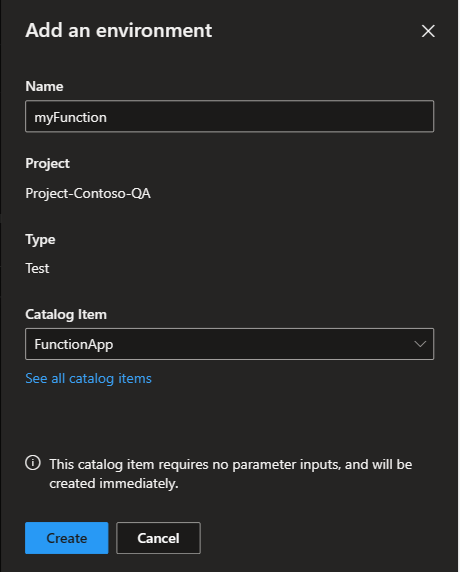 Add an environment
Name
myFunction
Project
Project-Contoso-QA
Type
Test
Catalog Item
FunctionApp
See all catalog items
This catalog item requires no parameter inputs, and will be
created immediately.
Create Cancel